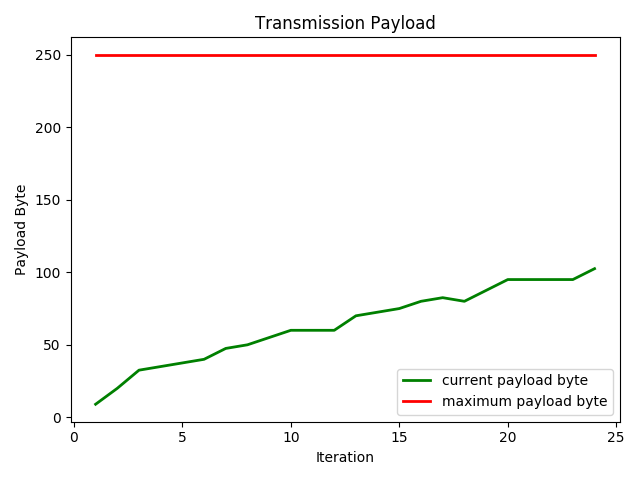 Transmission Payload
250
200
150
100
50
0
Payload Byte
0 5 10 15 20 25
Iteration
current payload byte
maximum payload byte